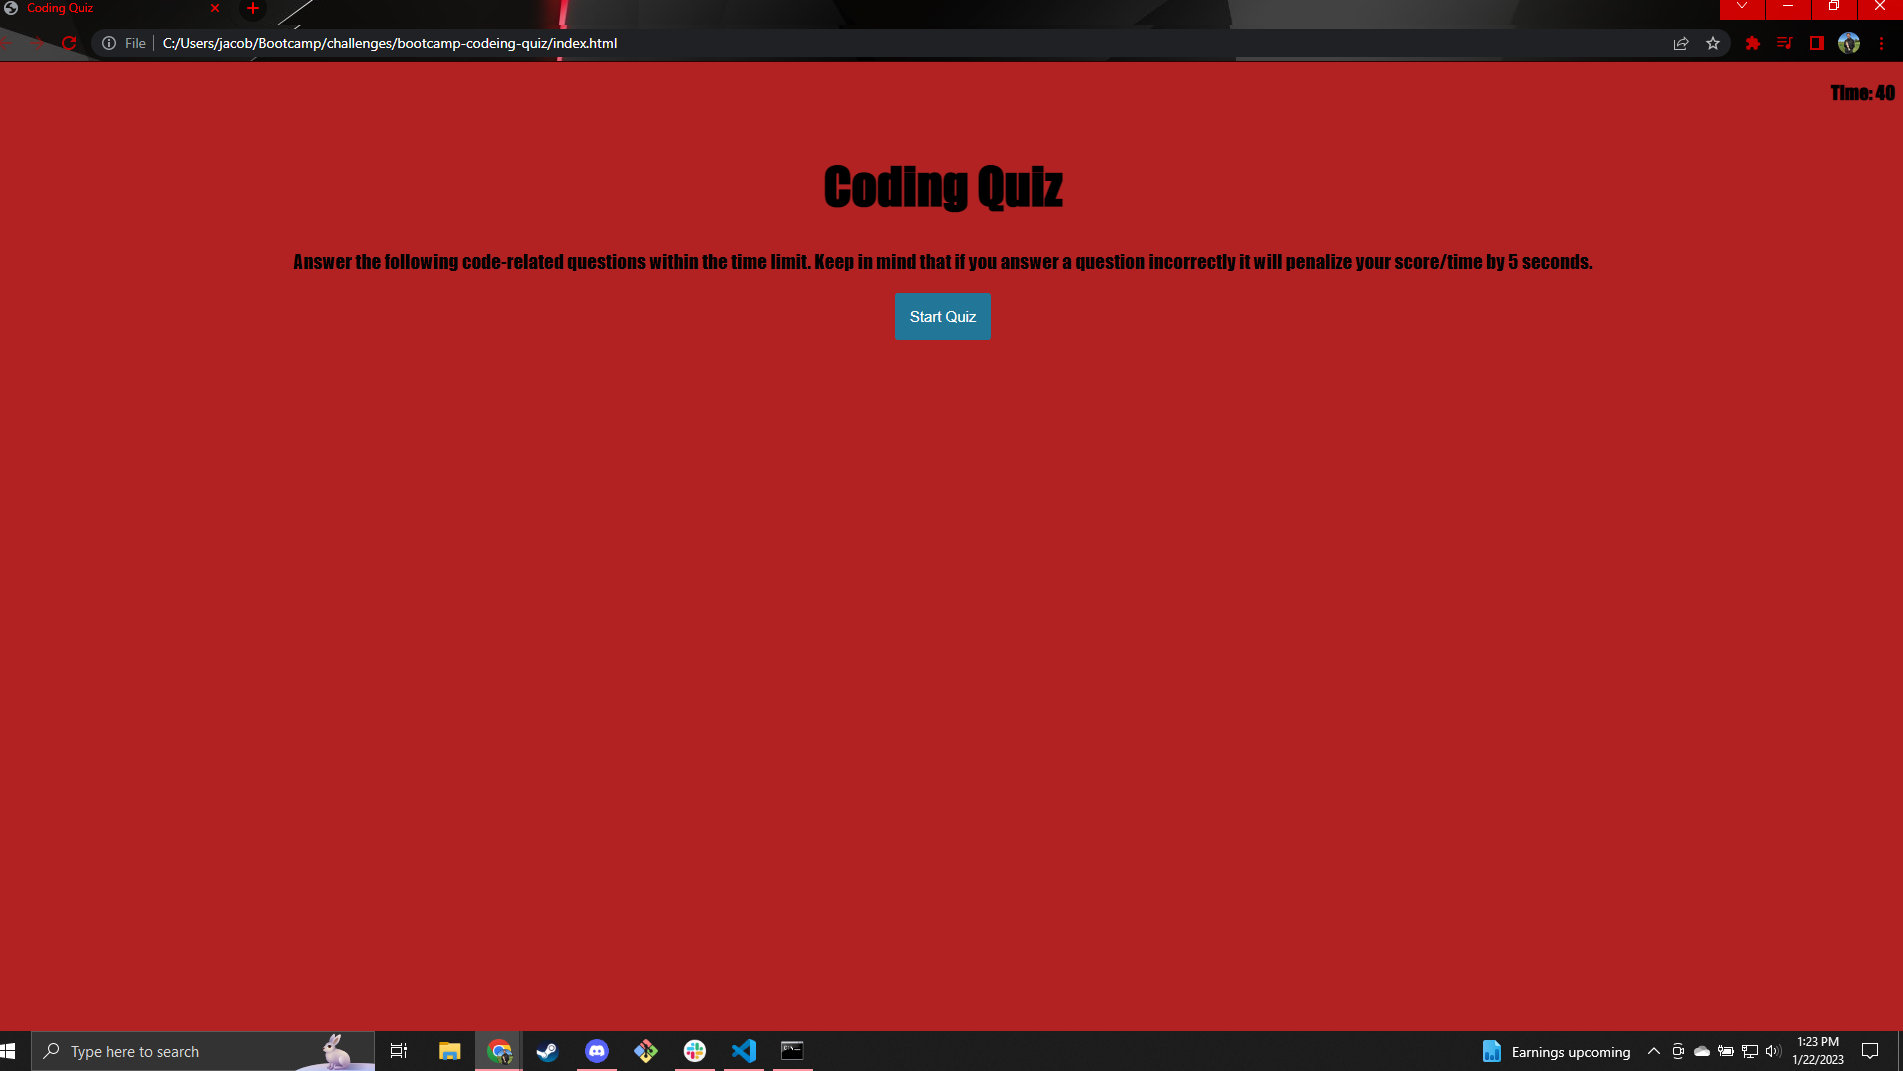 Coding Quiz
File
C:/Users/jacob/Bootcamp/challenges/bootcamp-codeing-quiz/index.html
Time: 40
Coding Quiz
Answer the following code-related questions within the time limit. Keep in mind that if you answer a question incorrectly it will penalize your score/time by 5 seconds.
Start Quiz
Type here to search
Earnings upcoming
1:23 PM
1/22/2023